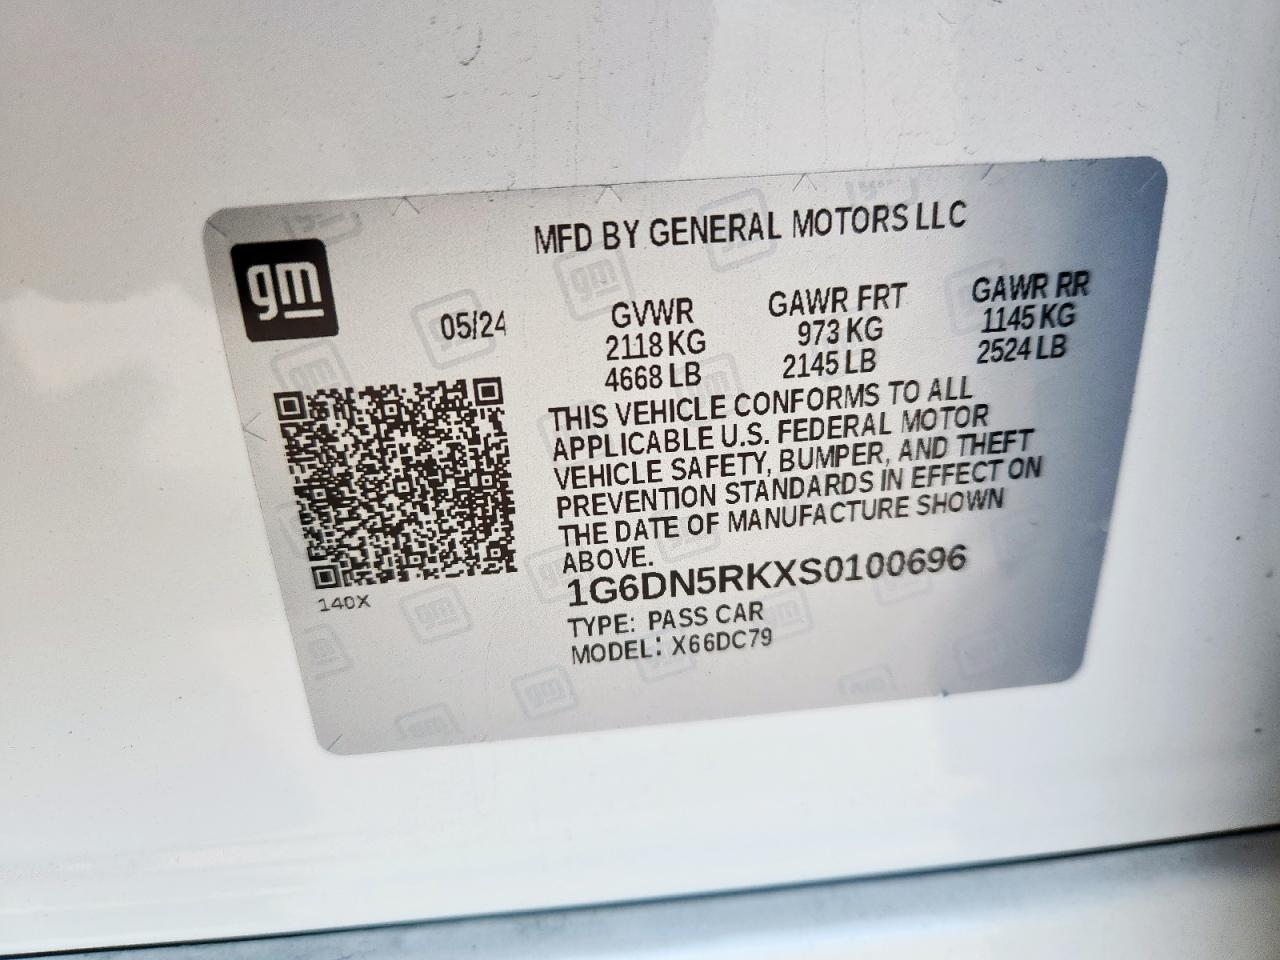 gm
MFD BY GENERAL MOTORS LLC
05/24
GVWR GAWR FRT GAWR RR
2118 KG 973 KG 1145 KG
4668 LB 2145 LB 2524 LB
THIS VEHICLE CONFORMS TO ALL
APPLICABLE U.S. FEDERAL MOTOR
VEHICLE SAFETY, BUMPER, AND THEFT
PREVENTION STANDARDS IN EFFECT ON
THE DATE OF MANUFACTURE SHOWN
ABOVE.
1G6DN5RKXS0100696
TYPE: PASS CAR
MODEL: X66DC79
140X